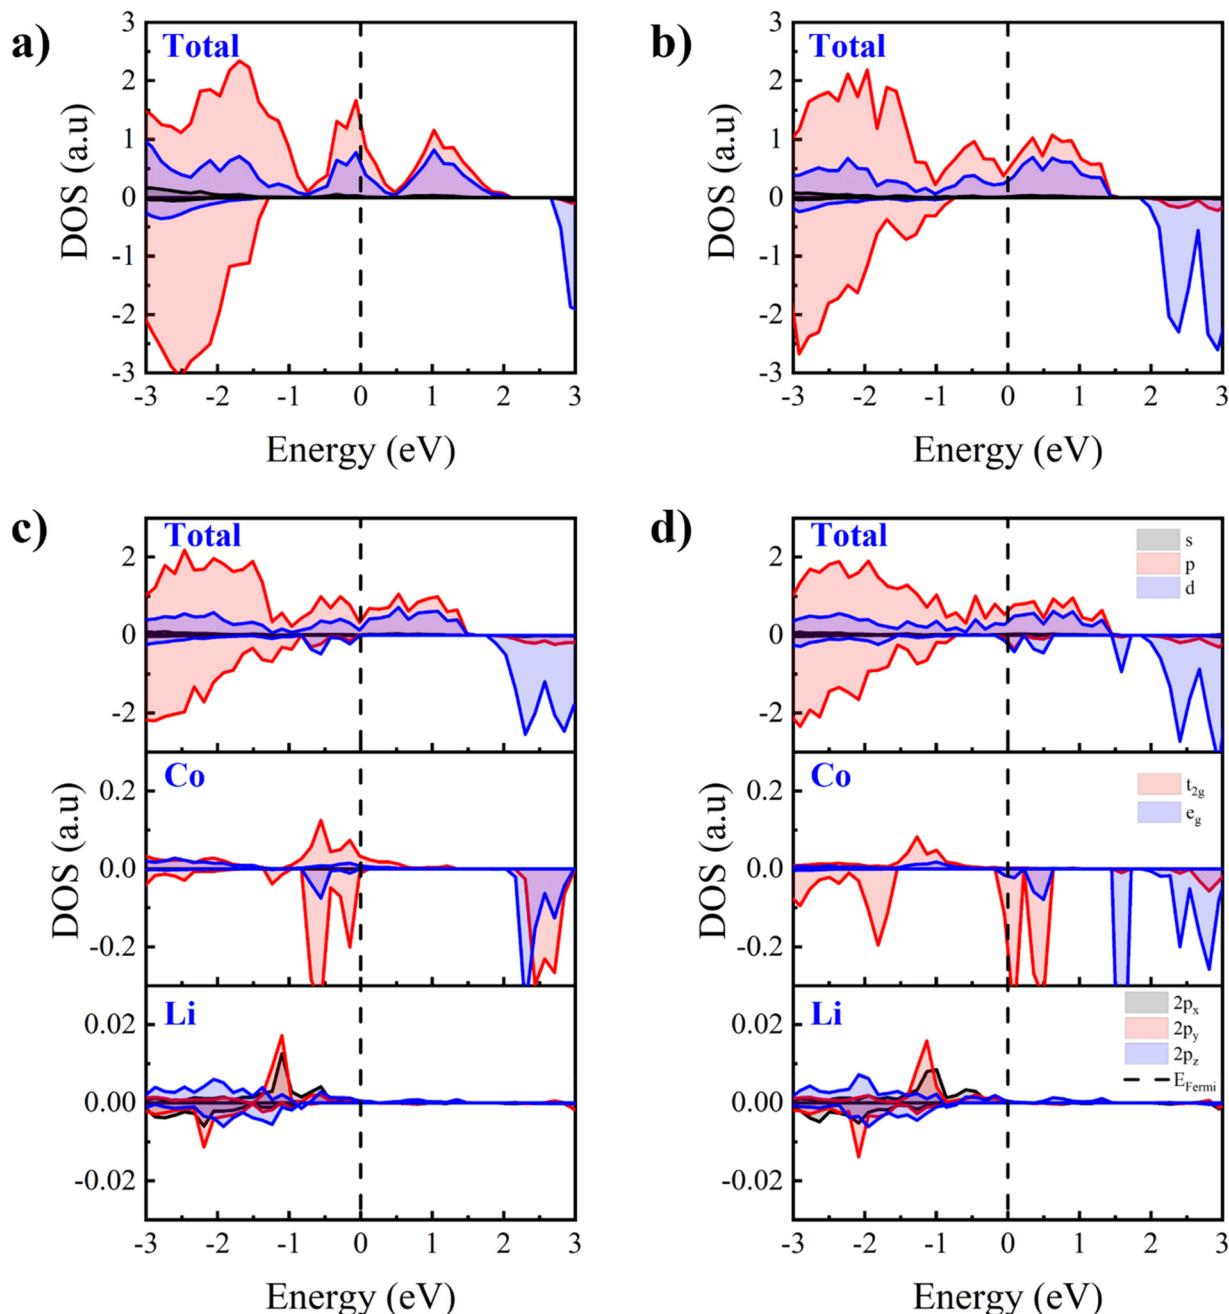 a)
Total
DOS (a.u)
3
2
1
0
-1
-2
-3
-3 -2 -1 0 1 2 3
Energy (eV)
b)
Total
DOS (a.u)
3
2
1
0
-1
-2
-3
-3 -2 -1 0 1 2 3
Energy (eV)
c)
Total
2
0
-2
Co
DOS (a.u)
0.2
0.0
-0.2
Li
0.02
0.00
-0.02
-3 -2 -1 0 1 2 3
Energy (eV)
d)
Total
s
p
d
2
0
-2
Co
t2g
eg
DOS (a.u)
0.2
0.0
-0.2
Li
2px
2py
2pz
EFermi
0.02
0.00
-0.02
-3 -2 -1 0 1 2 3
Energy (eV)